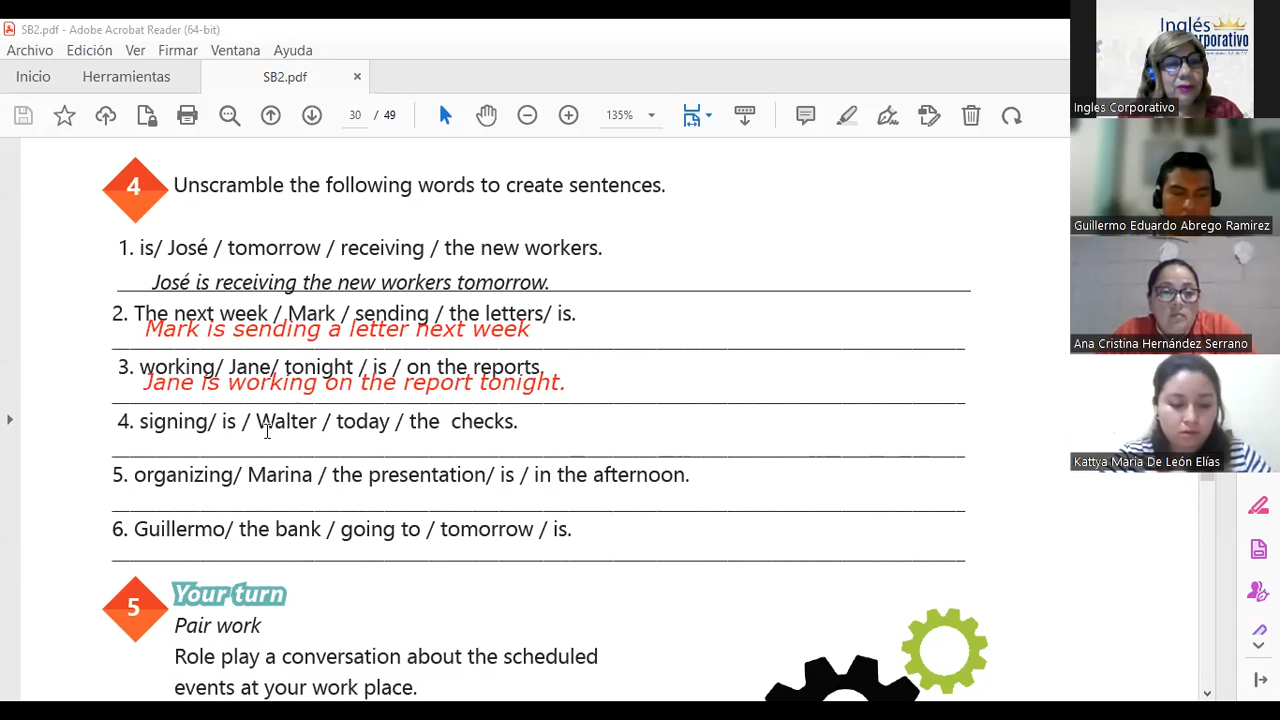 SB2.pdf - Adobe Acrobat Reader (64-bit)
Archivo Edición Ver Firmar Ventana Ayuda
Inicio Herramientas SB2.pdf ×
30 / 49 135%
4 Unscramble the following words to create sentences.
1. is/ José / tomorrow / receiving / the new workers.
José is receiving the new workers tomorrow.
2. The next week / Mark / sending / the letters/ is.
Mark is sending a letter next week
3. working/ Jane/ tonight / is / on the reports.
Jane is working on the report tonight.
4. signing/ is / Walter / today / the checks.
5. organizing/ Marina / the presentation/ is / in the afternoon.
6. Guillermo/ the bank / going to / tomorrow / is.
5 Your turn
Pair work
Role play a conversation about the scheduled
events at your work place.
Inglés
Corporativo
Ingles Corporativo
Guillermo Eduardo Abrego Ramirez
Ana Cristina Hernández Serrano
Kattya Maria De León Elías